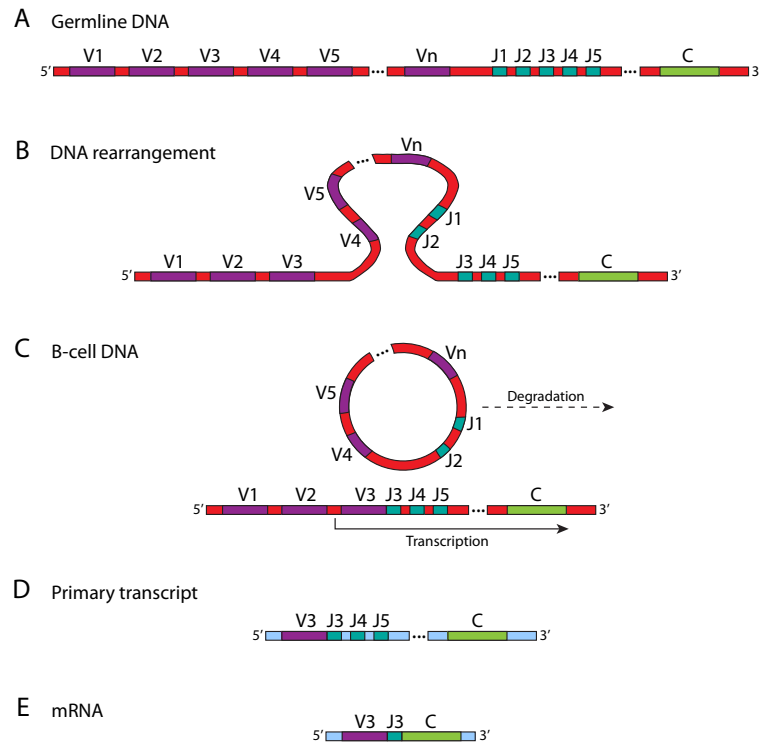 A Germline DNA
V1 V2 V3 V4 V5 Vn J1 J2 J3 J4 J5 C
5′ ... ... 3
B DNA rearrangement
Vn
V5
J1
V4 J2
V1 V2 V3 J3 J4 J5 C
5′ ... 3′
C B-cell DNA
Vn
V5 Degradation
J1
V4 J2
V1 V2 V3 J3 J4 J5 C
5′ ... 3′
Transcription
D Primary transcript
V3 J3 J4 J5 C
5′ ... 3′
E mRNA
V3 J3 C
5′ 3′